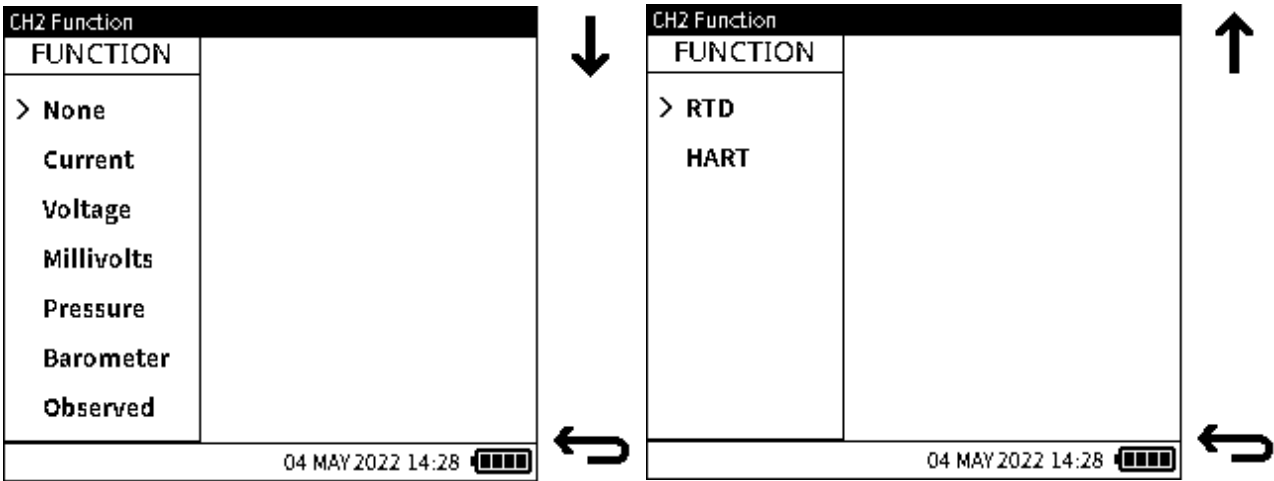 CH2 Function
FUNCTION
> None
Current
Voltage
Millivolts
Pressure
Barometer
Observed
04 MAY 2022 14:28
CH2 Function
FUNCTION
> RTD
HART
04 MAY 2022 14:28